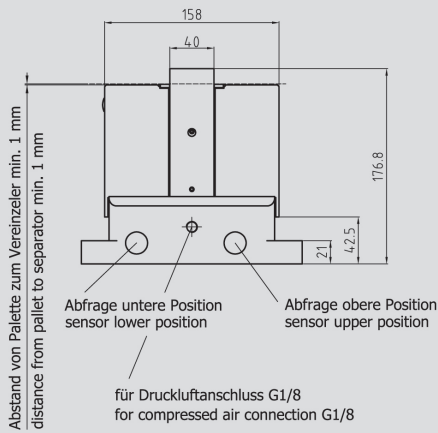 158
40
176.8
42.5
21
Abstand von Palette zum Vereinzeler min. 1 mm
distance from pallet to separator min. 1 mm
Abfrage untere Position
sensor lower position
Abfrage obere Position
sensor upper position
für Druckluftanschluss G1/8
for compressed air connection G1/8